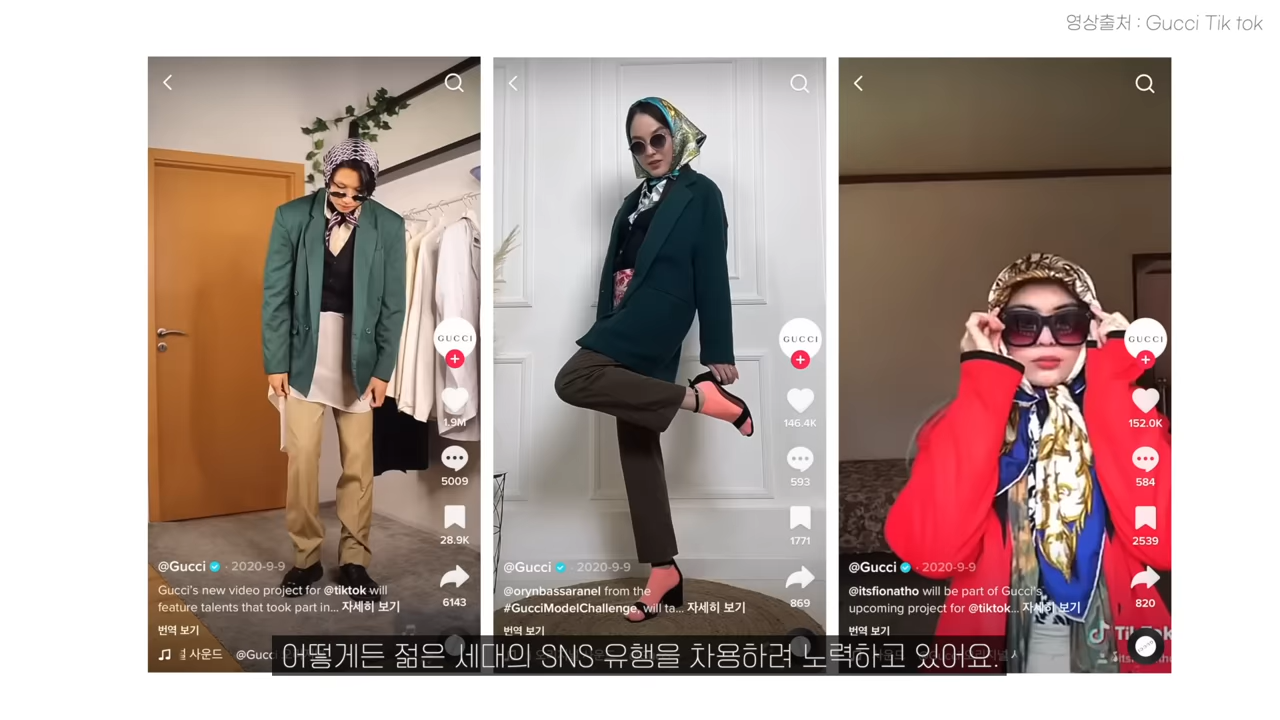 영상출처 : Gucci Tik tok
GUCCI
1.9M
5009
28.9K
6143
@Gucci · 2020-9-9
Gucci's new video project for @tiktok will
feature talents that took part in... 자세히 보기
번역 보기
사운드 @Gucc
GUCCI
146.4K
593
1771
869
@Gucci · 2020-9-9
@orynbassaranel from the
#GucciModelChallenge, will ta... 자세히 보기
번역 보기
GUCCI
152.0K
584
2539
820
@Gucci · 2020-9-9
@itsfionatho will be part of Gucci's
upcoming project for @tiktok... 자세히 보기
번역 보기
어떻게든 젊은 세대의 SNS 유행을 차용하려 노력하고 있어요.